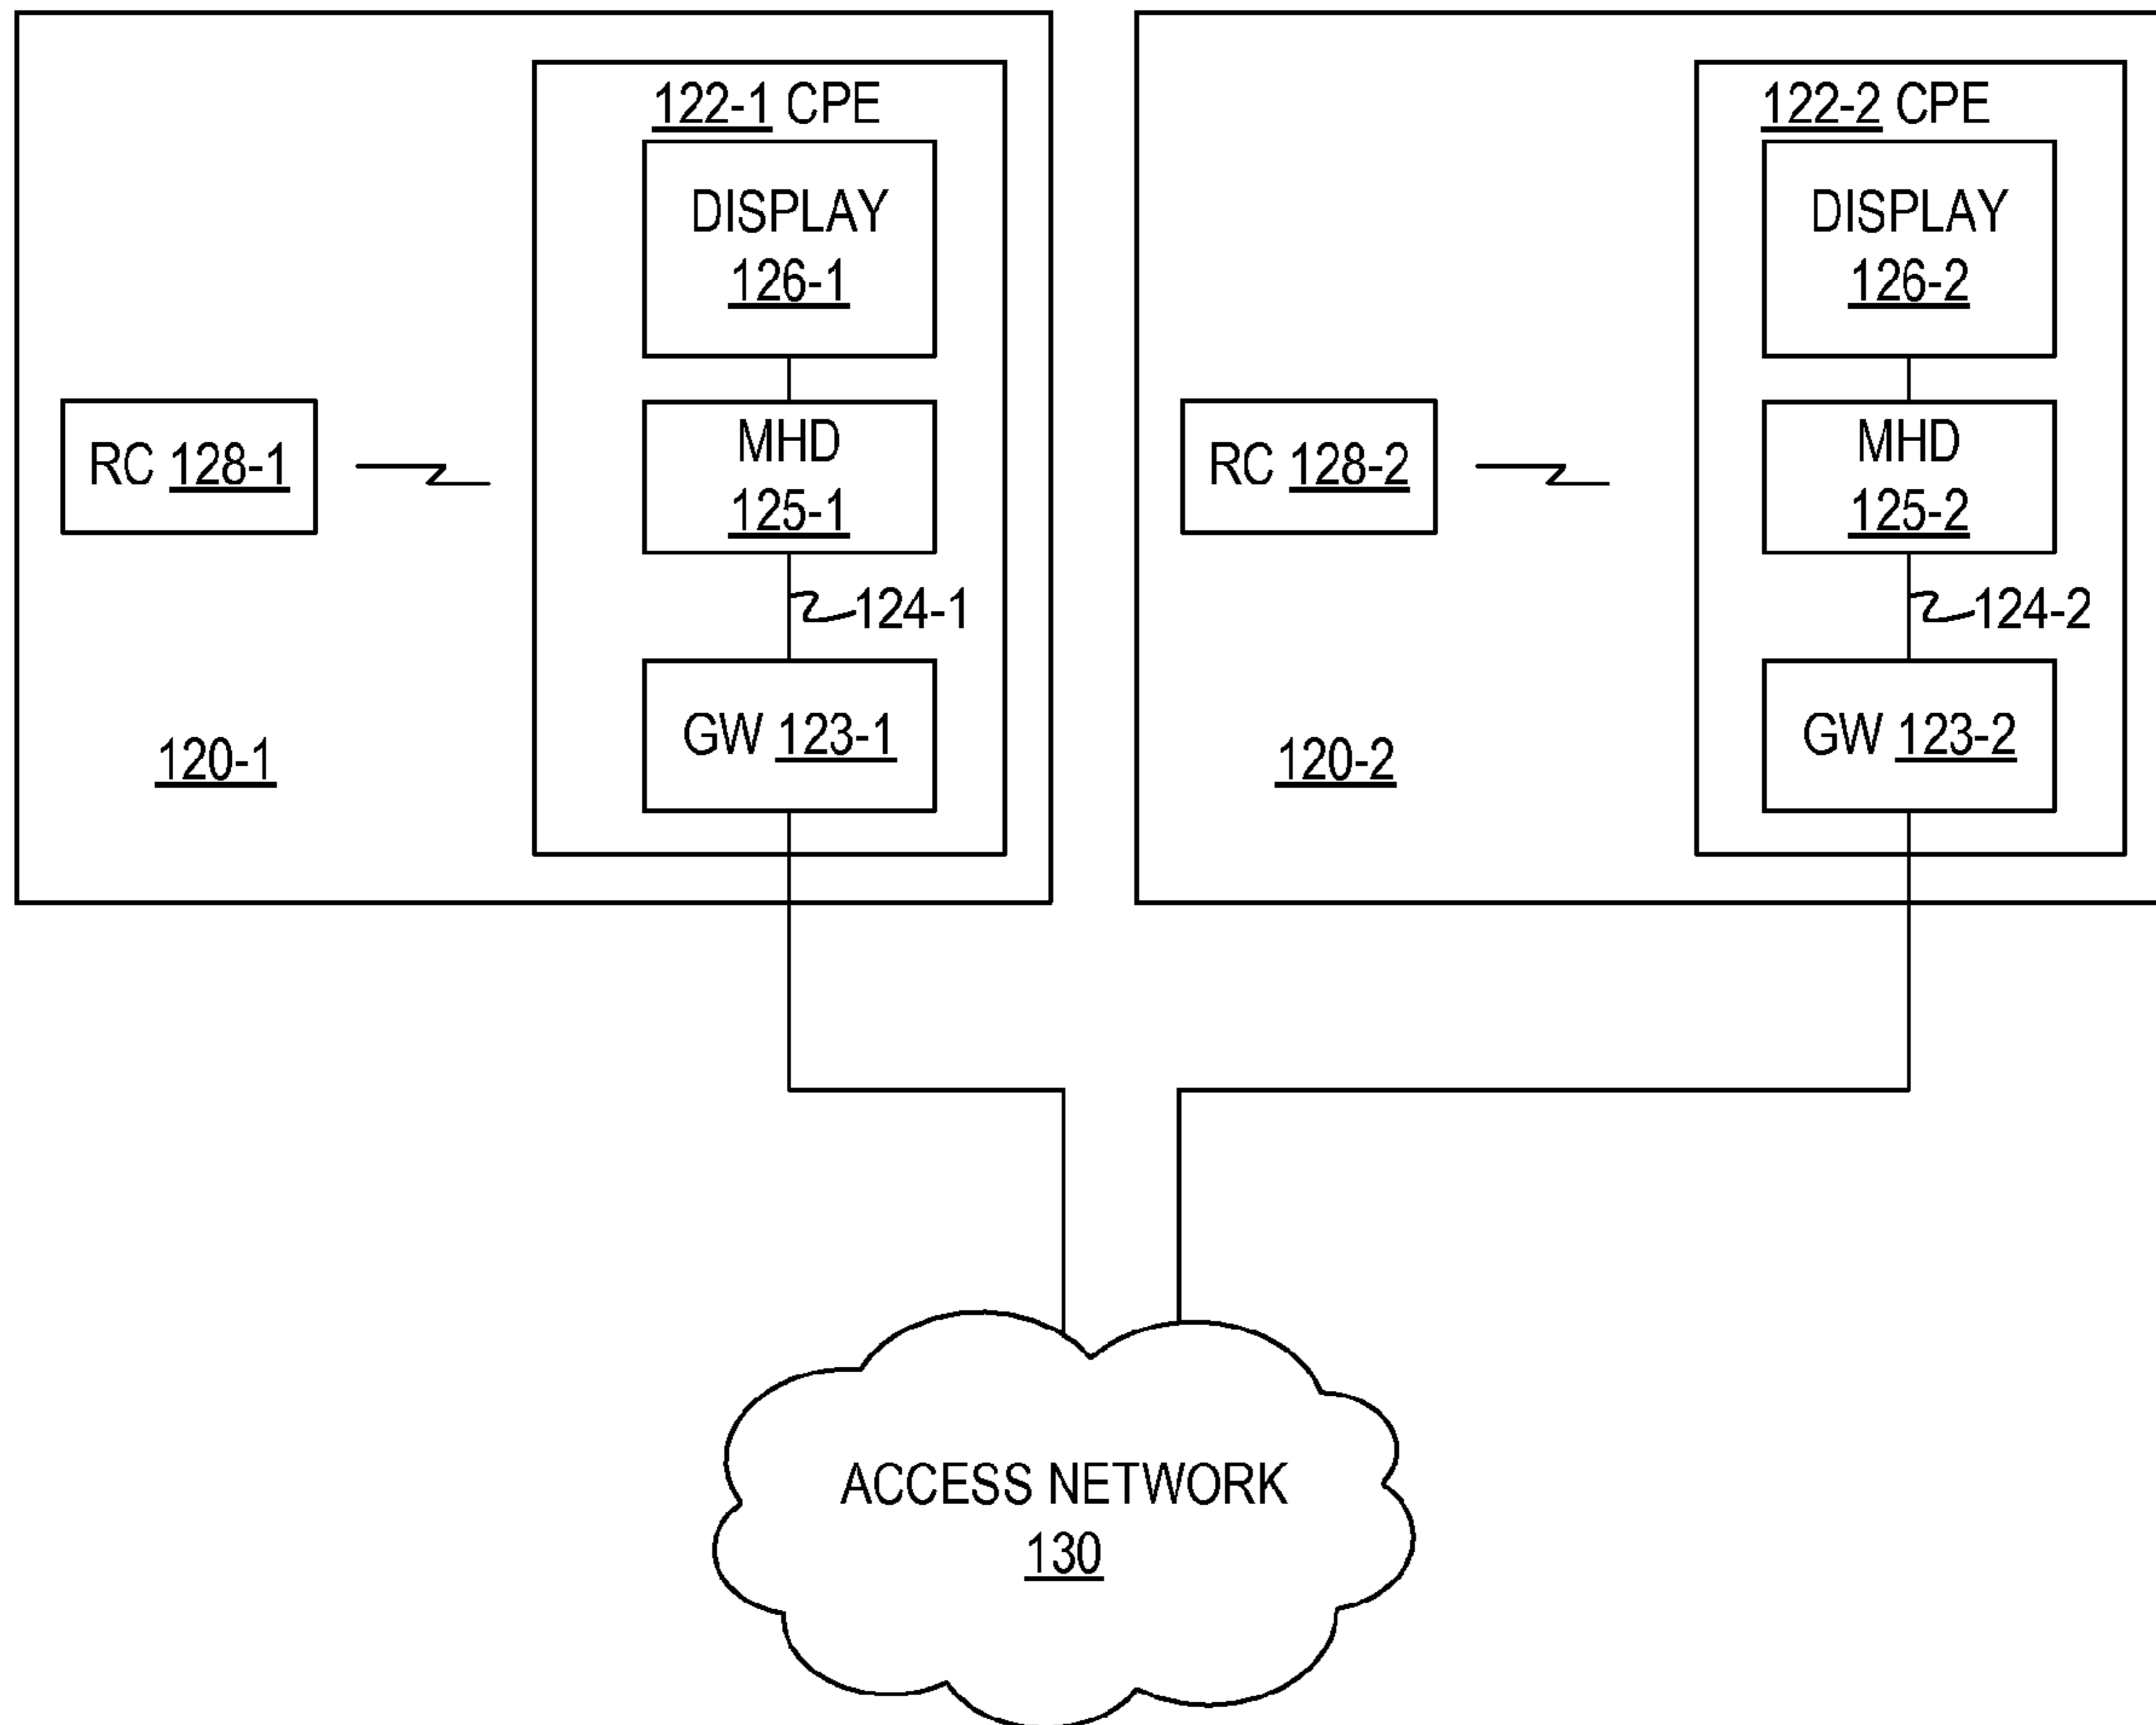 122-1 CPE
DISPLAY
126-1
RC 128-1
MHD
125-1
124-1
GW 123-1
120-1
122-2 CPE
DISPLAY
126-2
RC 128-2
MHD
125-2
124-2
GW 123-2
120-2
ACCESS NETWORK
130